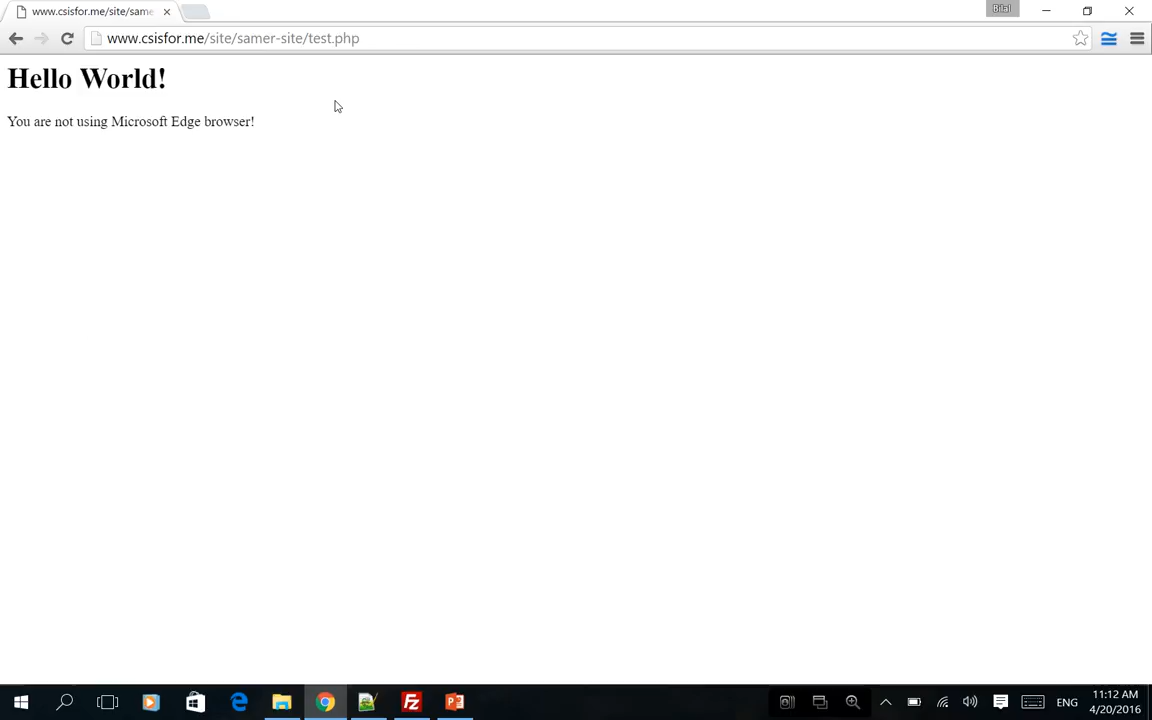 www.csisfor.me/site/same
Bilal
www.csisfor.me/site/samer-site/test.php
Hello World!
You are not using Microsoft Edge browser!
ENG
11:12 AM
4/20/2016